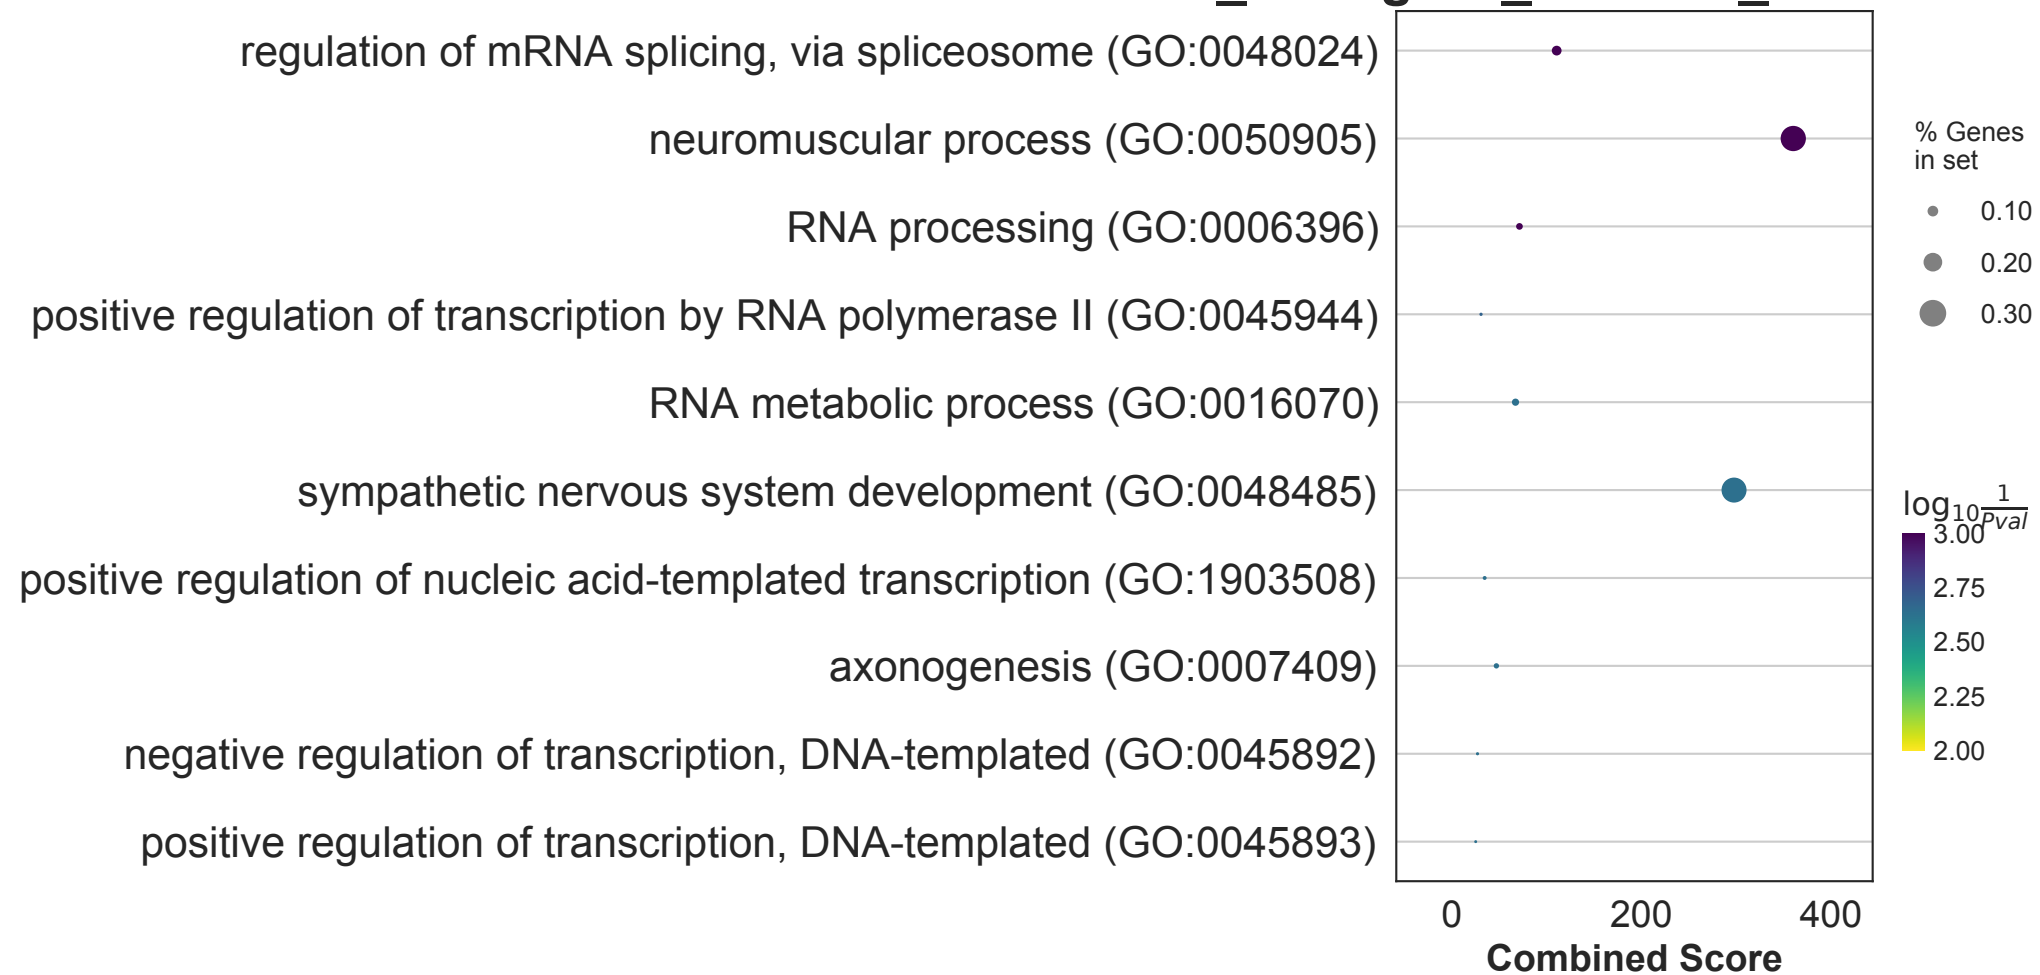 regulation of mRNA splicing, via spliceosome (GO:0048024)
neuromuscular process (GO:0050905)
RNA processing (GO:0006396)
positive regulation of transcription by RNA polymerase II (GO:0045944)
RNA metabolic process (GO:0016070)
sympathetic nervous system development (GO:0048485)
positive regulation of nucleic acid-templated transcription (GO:1903508)
axonogenesis (GO:0007409)
negative regulation of transcription, DNA-templated (GO:0045892)
positive regulation of transcription, DNA-templated (GO:0045893)
0 200 400
Combined Score
% Genes
in set
0.10
0.20
0.30
log10 1/Pval
3.00
2.75
2.50
2.25
2.00